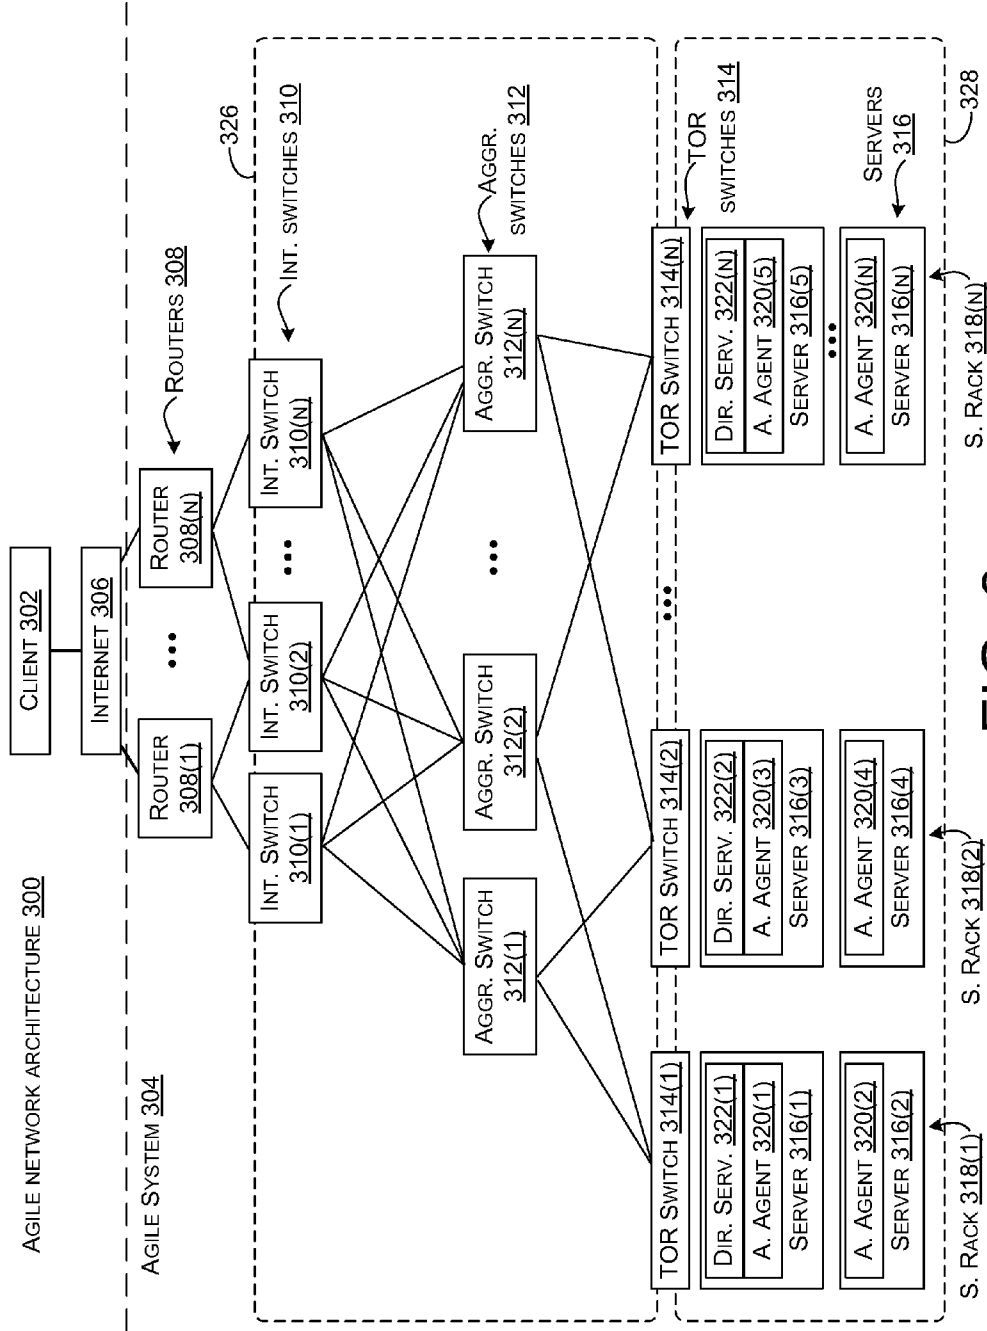 AGILE NETWORK ARCHITECTURE 300
CLIENT 302
INTERNET 306
AGILE SYSTEM 304
ROUTER
308(1)
ROUTER
308(N)
ROUTERS 308
326
INT. SWITCH
310(1)
INT. SWITCH
310(2)
INT. SWITCH
310(N)
INT. SWITCHES 310
AGGR. SWITCH
312(1)
AGGR. SWITCH
312(2)
AGGR. SWITCH
312(N)
AGGR.
SWITCHES 312
TOR SWITCH 314(1)
TOR SWITCH 314(2)
TOR SWITCH 314(N)
TOR
SWITCHES 314
DIR. SERV. 322(1)
A. AGENT 320(1)
SERVER 316(1)
A. AGENT 320(2)
SERVER 316(2)
S. RACK 318(1)
DIR. SERV. 322(2)
A. AGENT 320(3)
SERVER 316(3)
A. AGENT 320(4)
SERVER 316(4)
S. RACK 318(2)
DIR. SERV. 322(N)
A. AGENT 320(5)
SERVER 316(5)
A. AGENT 320(N)
SERVER 316(N)
S. RACK 318(N)
SERVERS
316
328